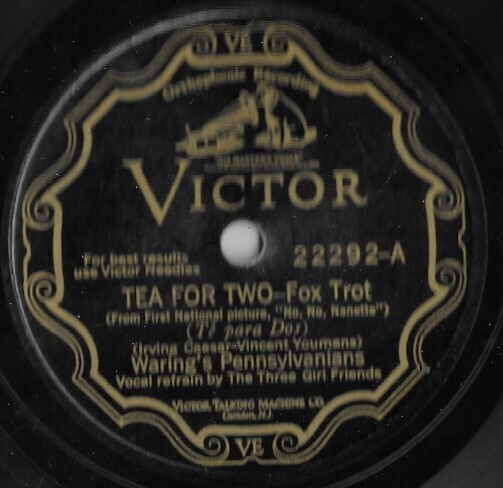 VE
Orthophonic Recording
"HIS MASTER'S VOICE"
VICTOR
For best results
use Victor Needles
22292-A
TEA FOR TWO–Fox Trot
(From First National picture, "No, No, Nanette")
(Té para Dos)
(Irving Caesar-Vincent Youmans)
Waring's Pennsylvanians
Vocal refrain by The Three Girl Friends
VICTOR TALKING MACHINE CO.
Camden, N.J.
VE